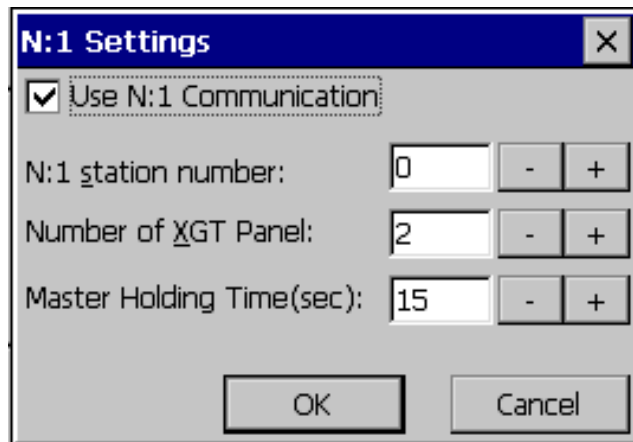 N:1 Settings
Use N:1 Communication
N:1 station number: 0 - +
Number of XGT Panel: 2 - +
Master Holding Time(sec): 15 - +
OK Cancel